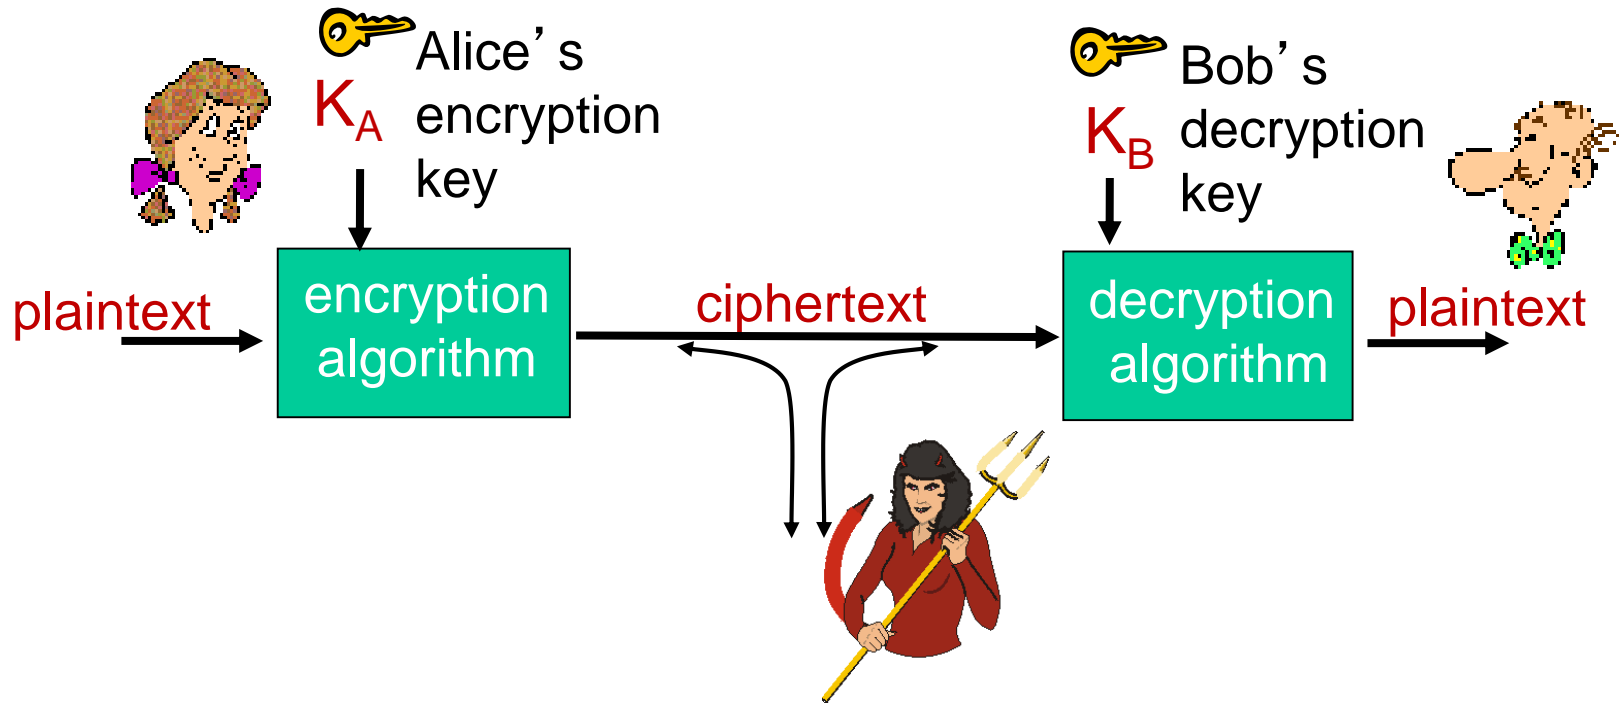 Alice’s
encryption
key
K_A
Bob’s
decryption
key
K_B
plaintext
encryption
algorithm
ciphertext
decryption
algorithm
plaintext